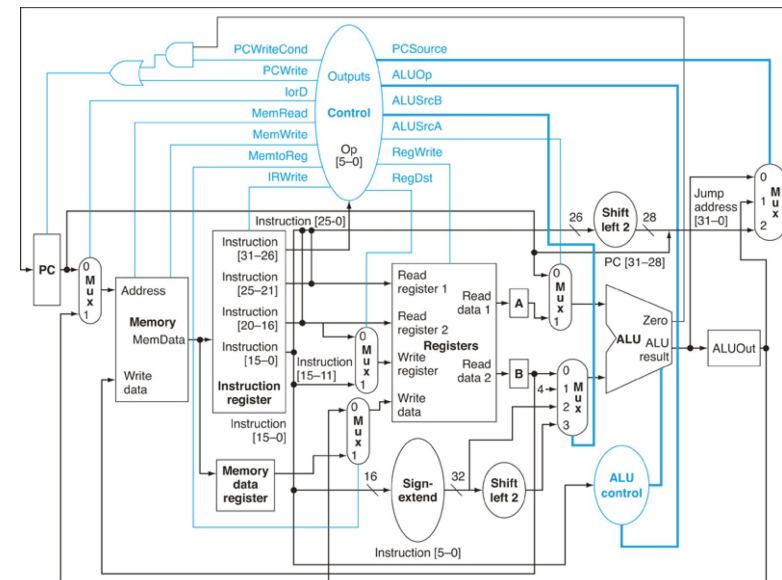 PCWriteCond
PCWrite
IorD
MemRead
MemWrite
MemtoReg
IRWrite
Outputs
Control
Op
[5–0]
PCSource
ALUOp
ALUSrcB
ALUSrcA
RegWrite
RegDst
Instruction [25-0]
26
Shift
left 2
28
Jump
address
[31–0]
PC [31–28]
0
1
2
M
u
x
PC
0
M
u
x
1
Address
Memory
MemData
Write
data
Instruction
[31–26]
Instruction
[25–21]
Instruction
[20–16]
Instruction
[15–0]
Instruction
register
Instruction
[15–0]
Instruction
[15–11]
Memory
data
register
0
M
u
x
1
0
M
u
x
1
Read
register 1
Read
register 2
Registers
Write
register
Write
data
Read
data 1
Read
data 2
A
B
0
M
u
x
1
4
0
1
2
3
M
u
x
Zero
ALU
ALU
result
ALUOut
16
Sign-
extend
32
Shift
left 2
ALU
control
Instruction [5–0]